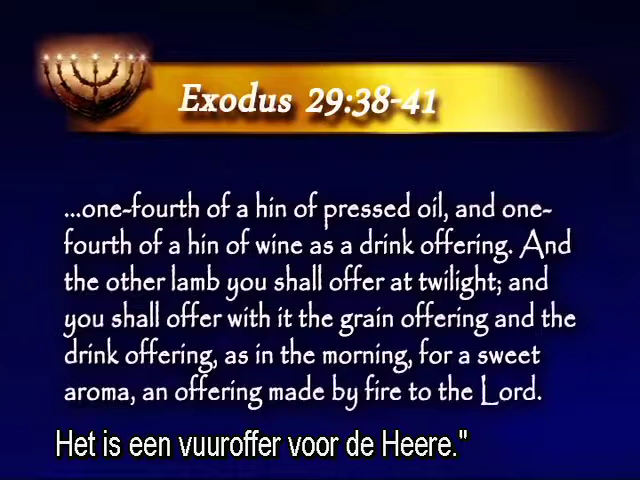 Exodus 29:38-41
...one-fourth of a hin of pressed oil, and one-
fourth of a hin of wine as a drink offering. And
the other lamb you shall offer at twilight; and
you shall offer with it the grain offering and the
drink offering, as in the morning, for a sweet
aroma, an offering made by fire to the Lord.
Het is een vuuroffer voor de Heere."